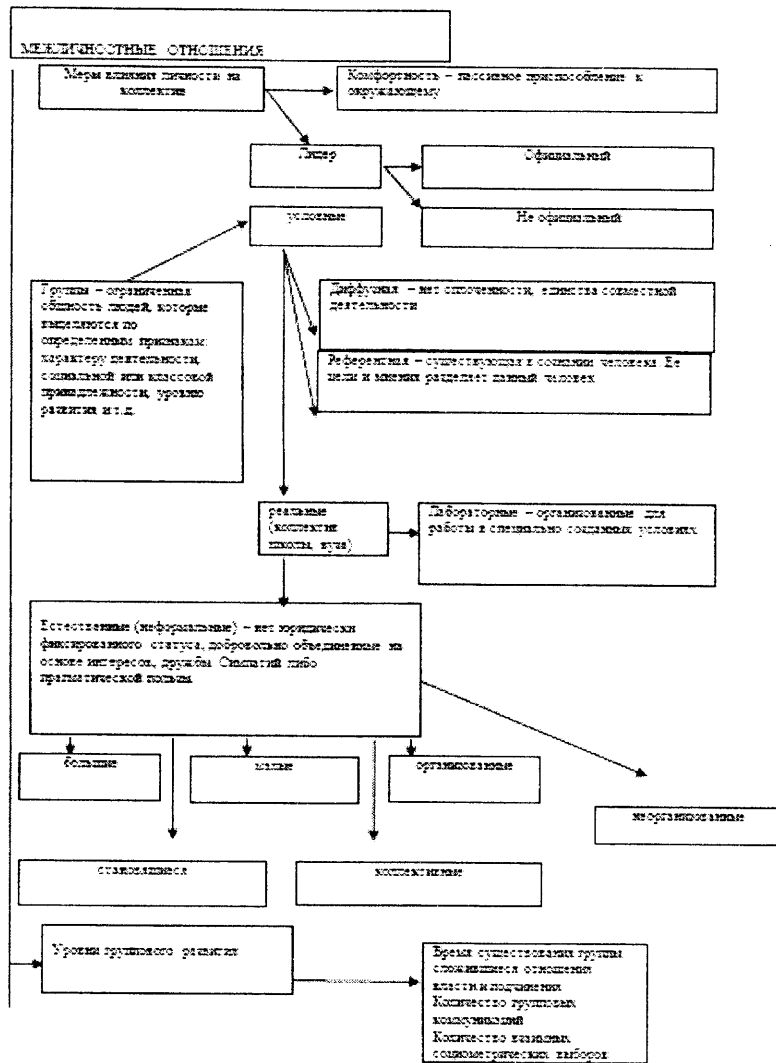 МЕЖЛИЧНОСТНЫЕ ОТНОШЕНИЯ
Меры влияния личности на
коллектив
Комфортность – пассивное приспособление к
окружающему
Лидер
Официальный
условные
Не официальный
Группы – ограниченная
общность людей, которые
выделяются по
определенным признакам:
характеру деятельности,
социальной или классовой
принадлежности, уровню
развития и т.д.
Диффузная – нет сплоченности, единства совместной
деятельности
Референтная – существующая в сознании человека. Ее
цели и мнения разделяет данный человек
реальные
(коллектив
школы, вуза)
Лабораторные – организованные для
работы в специально созданных условиях
Естественные (неформальные) – нет юридически
фиксированного статуса, добровольно объединенные на
основе интересов, дружбы. Симпатий либо
прагматической пользы
большие
малые
организованные
неорганизованные
становящиеся
коллективные
Уровни группового развития
Время существования группы
сложившиеся отношения
власти и подчинения
Количество групповых
коммуникаций
Количество взаимных
социометрических выборов